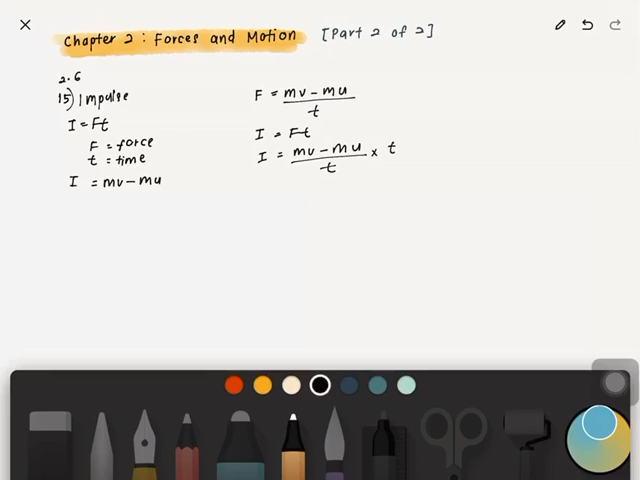 Chapter 2 : Forces and Motion [Part 2 of 2]
2.6
15) Impulse
I = Ft
F = force
t = time
I = mv - mu
F = mv - mu / t
I = Ft
I = mv - mu / t × t